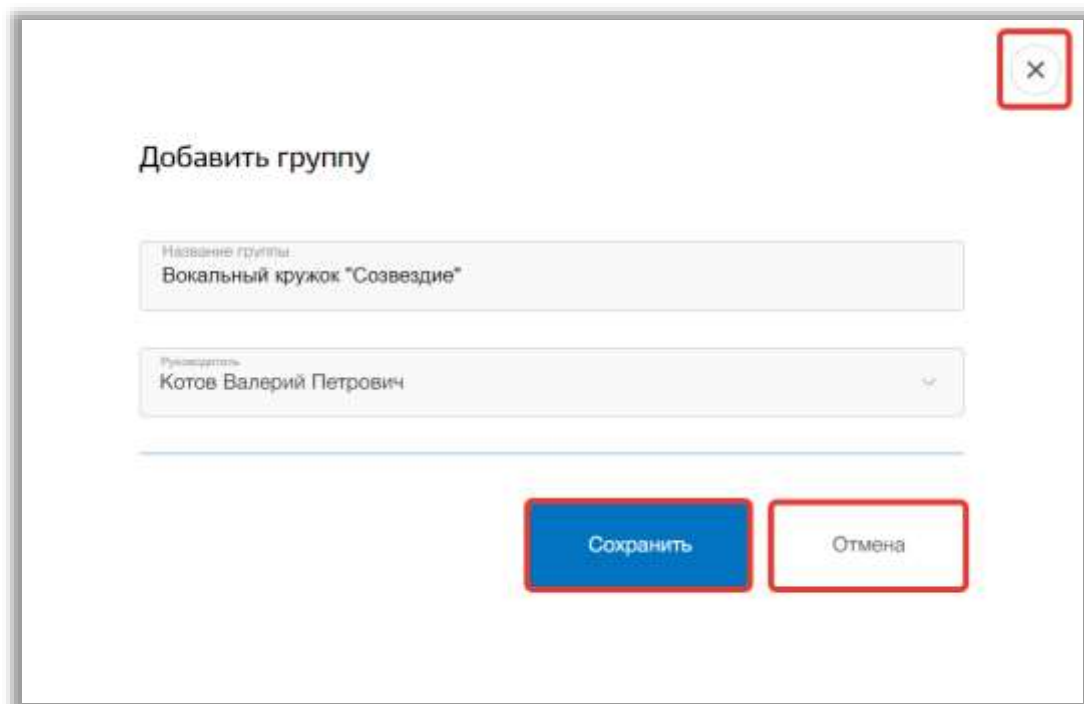 Добавить группу
Название группы
Вокальный кружок "Созвездие"
Руководитель
Котов Валерий Петрович
Сохранить
Отмена